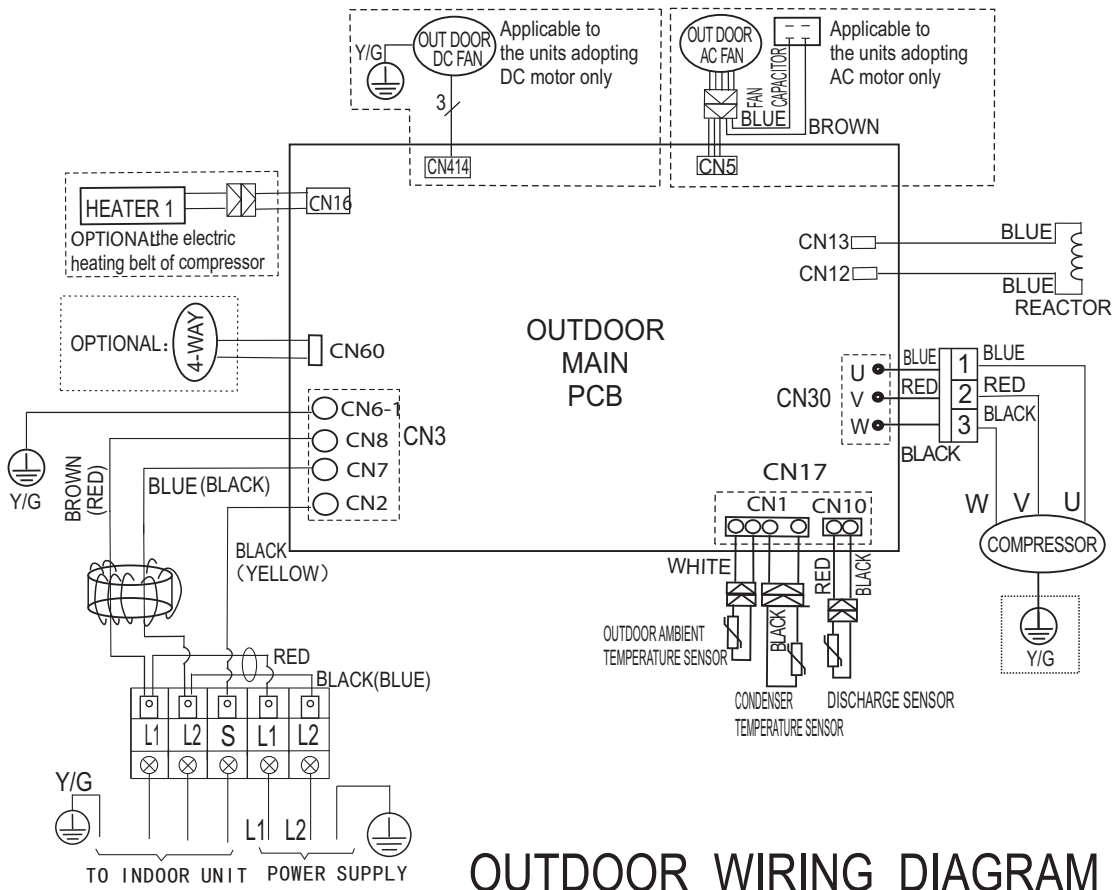 Y/G
OUT DOOR
DC FAN
3
Applicable to
the units adopting
DC motor only
CN414
OUT DOOR
AC FAN
FAN
CAPACITOR
BLUE
BROWN
Applicable to
the units adopting
AC motor only
CN5
HEATER 1
CN16
OPTIONAL:the electric
heating belt of compressor
OPTIONAL:
4-WAY
CN60
CN13
BLUE
CN12
BLUE
REACTOR
OUTDOOR
MAIN
PCB
CN6-1
CN8
CN3
CN7
CN2
Y/G
BROWN
(RED)
BLUE(BLACK)
BLACK
(YELLOW)
CN30
U
V
W
BLUE
RED
BLACK
1
2
3
BLUE
RED
BLACK
W
V
U
COMPRESSOR
Y/G
CN17
CN1
CN10
WHITE
BLACK
RED
BLACK
OUTDOOR AMBIENT
TEMPERATURE SENSOR
CONDENSER
TEMPERATURE SENSOR
DISCHARGE SENSOR
RED
BLACK(BLUE)
L1
L2
S
L1
L2
Y/G
L1
L2
TO INDOOR UNIT
POWER SUPPLY
OUTDOOR WIRING DIAGRAM